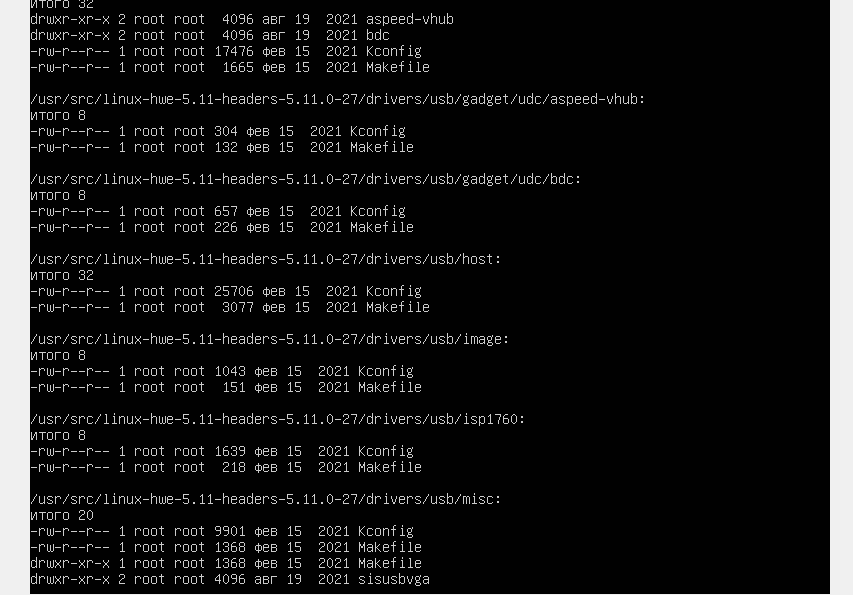 итого 32
drwxr-xr-x 2 root root  4096 авг 19  2021 aspeed-vhub
drwxr-xr-x 2 root root  4096 авг 19  2021 bdc
-rw-r--r-- 1 root root 17476 фев 15  2021 Kconfig
-rw-r--r-- 1 root root  1665 фев 15  2021 Makefile
/usr/src/linux-hwe-5.11-headers-5.11.0-27/drivers/usb/gadget/udc/aspeed-vhub:
итого 8
-rw-r--r-- 1 root root 304 фев 15  2021 Kconfig
-rw-r--r-- 1 root root 132 фев 15  2021 Makefile
/usr/src/linux-hwe-5.11-headers-5.11.0-27/drivers/usb/gadget/udc/bdc:
итого 8
-rw-r--r-- 1 root root 657 фев 15  2021 Kconfig
-rw-r--r-- 1 root root 226 фев 15  2021 Makefile
/usr/src/linux-hwe-5.11-headers-5.11.0-27/drivers/usb/host:
итого 32
-rw-r--r-- 1 root root 25706 фев 15  2021 Kconfig
-rw-r--r-- 1 root root  3077 фев 15  2021 Makefile
/usr/src/linux-hwe-5.11-headers-5.11.0-27/drivers/usb/image:
итого 8
-rw-r--r-- 1 root root 1043 фев 15  2021 Kconfig
-rw-r--r-- 1 root root  151 фев 15  2021 Makefile
/usr/src/linux-hwe-5.11-headers-5.11.0-27/drivers/usb/isp1760:
итого 8
-rw-r--r-- 1 root root 1639 фев 15  2021 Kconfig
-rw-r--r-- 1 root root  218 фев 15  2021 Makefile
/usr/src/linux-hwe-5.11-headers-5.11.0-27/drivers/usb/misc:
итого 20
-rw-r--r-- 1 root root 9901 фев 15  2021 Kconfig
-rw-r--r-- 1 root root 1368 фев 15  2021 Makefile
drwxr-xr-x 1 root root 1368 фев 15  2021 Makefile
drwxr-xr-x 2 root root 4096 авг 19  2021 sisusbvga